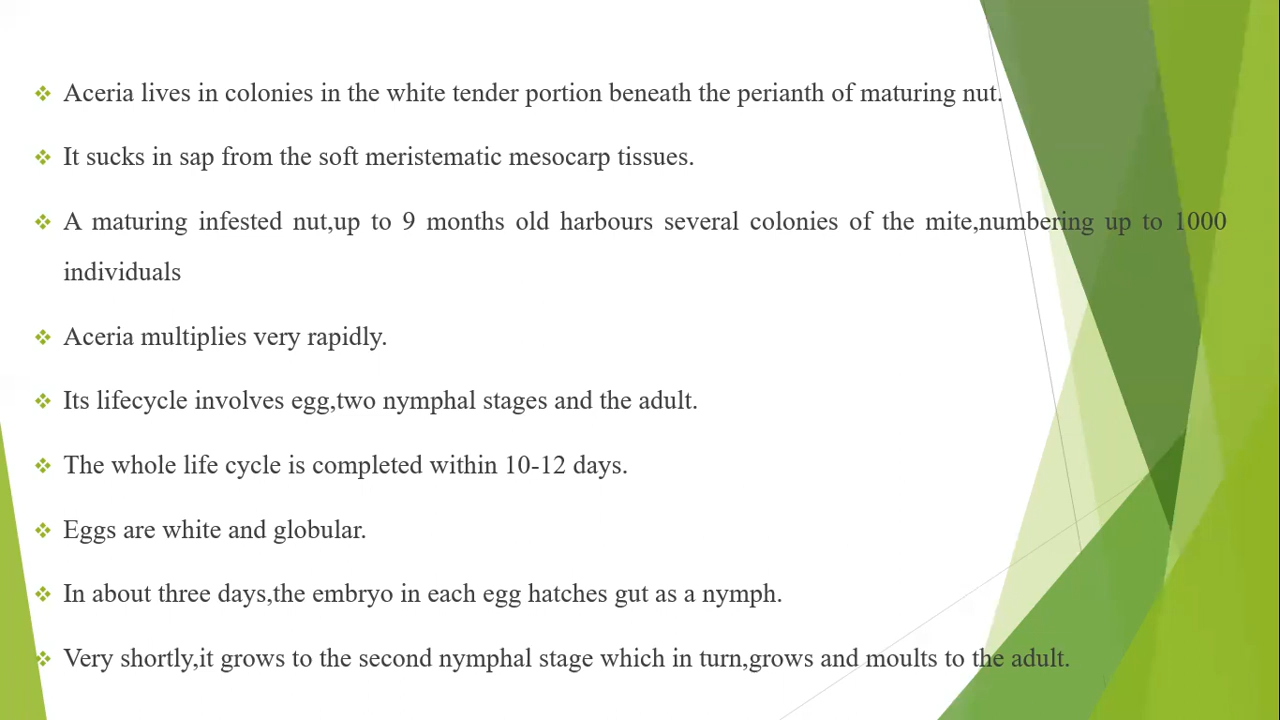 Aceria lives in colonies in the white tender portion beneath the perianth of maturing nut.
It sucks in sap from the soft meristematic mesocarp tissues.
A maturing infested nut,up to 9 months old harbours several colonies of the mite,numbering up to 1000
individuals
Aceria multiplies very rapidly.
Its lifecycle involves egg,two nymphal stages and the adult.
The whole life cycle is completed within 10-12 days.
Eggs are white and globular.
In about three days,the embryo in each egg hatches gut as a nymph.
Very shortly,it grows to the second nymphal stage which in turn,grows and moults to the adult.